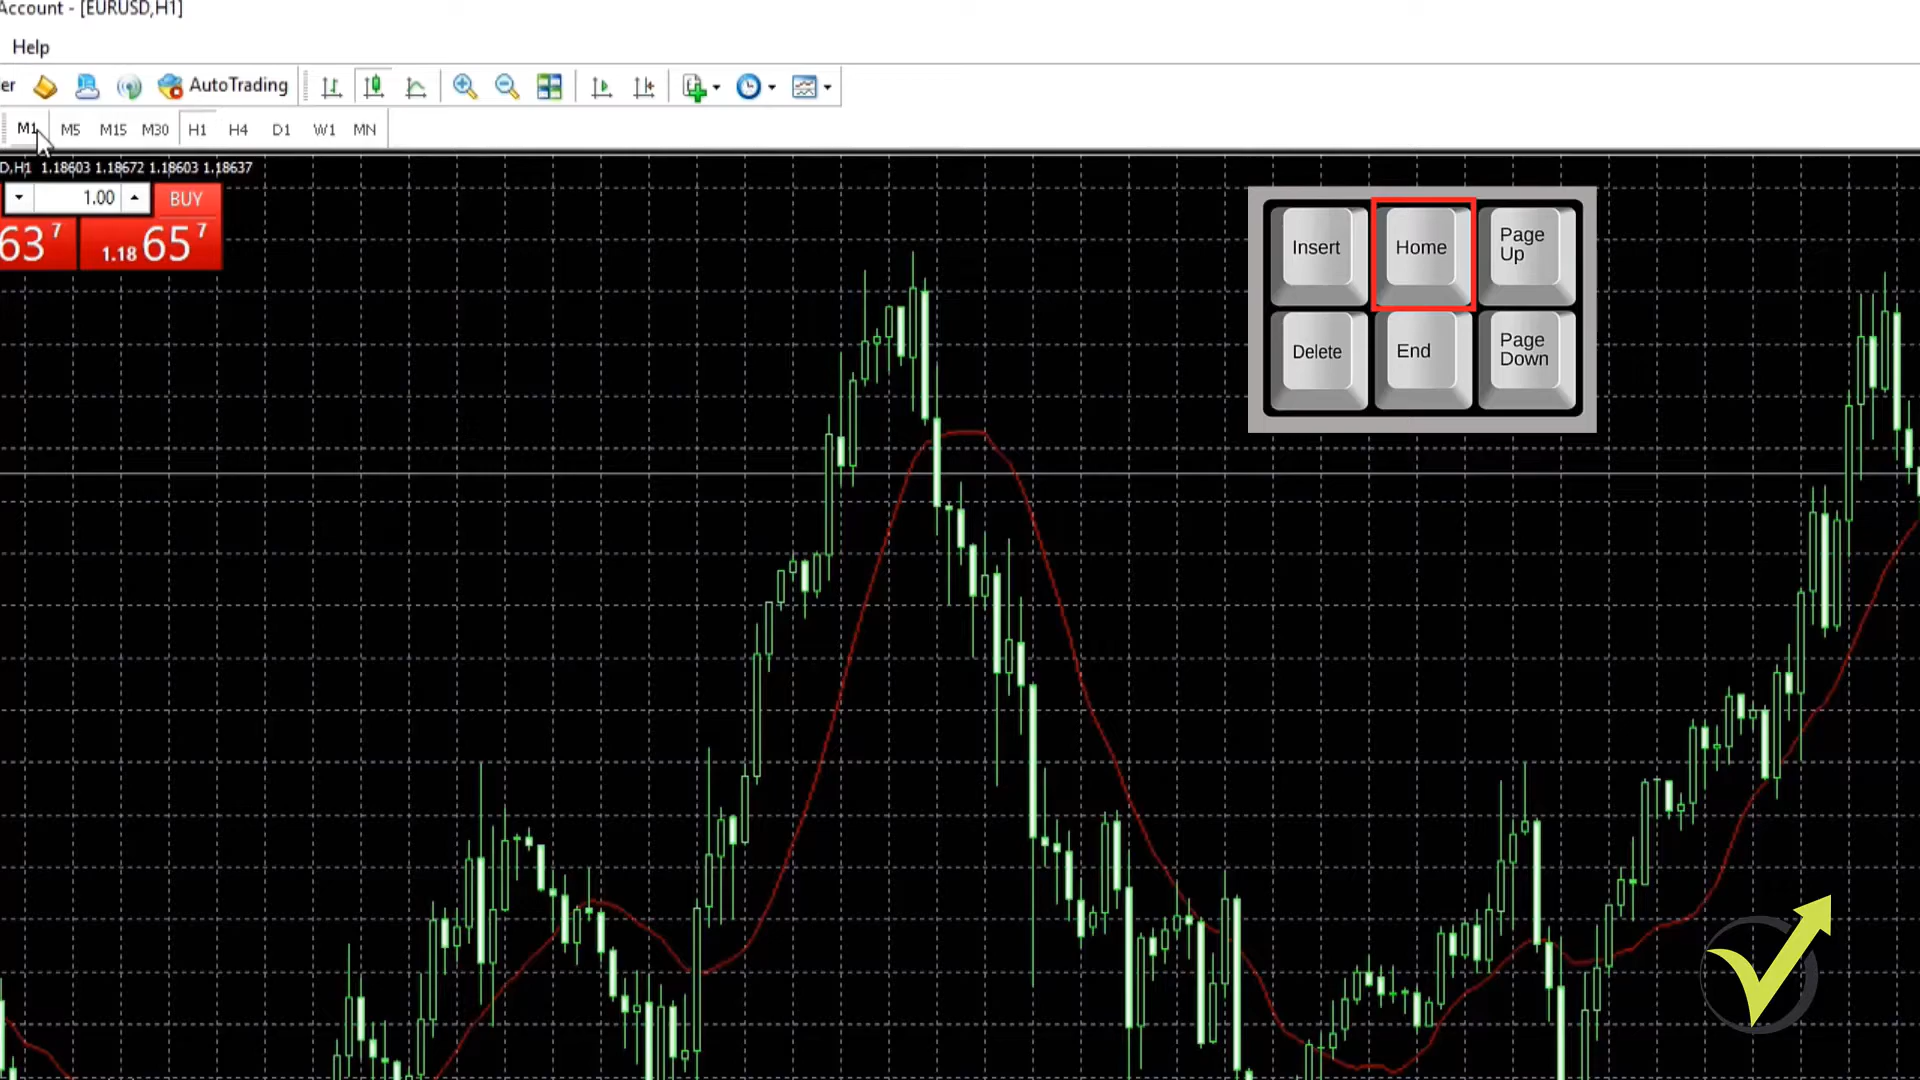 Account - [EURUSD,H1]
Help
er AutoTrading
M1 M5 M15 M30 H1 H4 D1 W1 MN
D,H1 1.18603 1.18672 1.18603 1.18637
1.00 BUY
63 7 1.18 65 7
Insert Home Page Up
Delete End Page Down